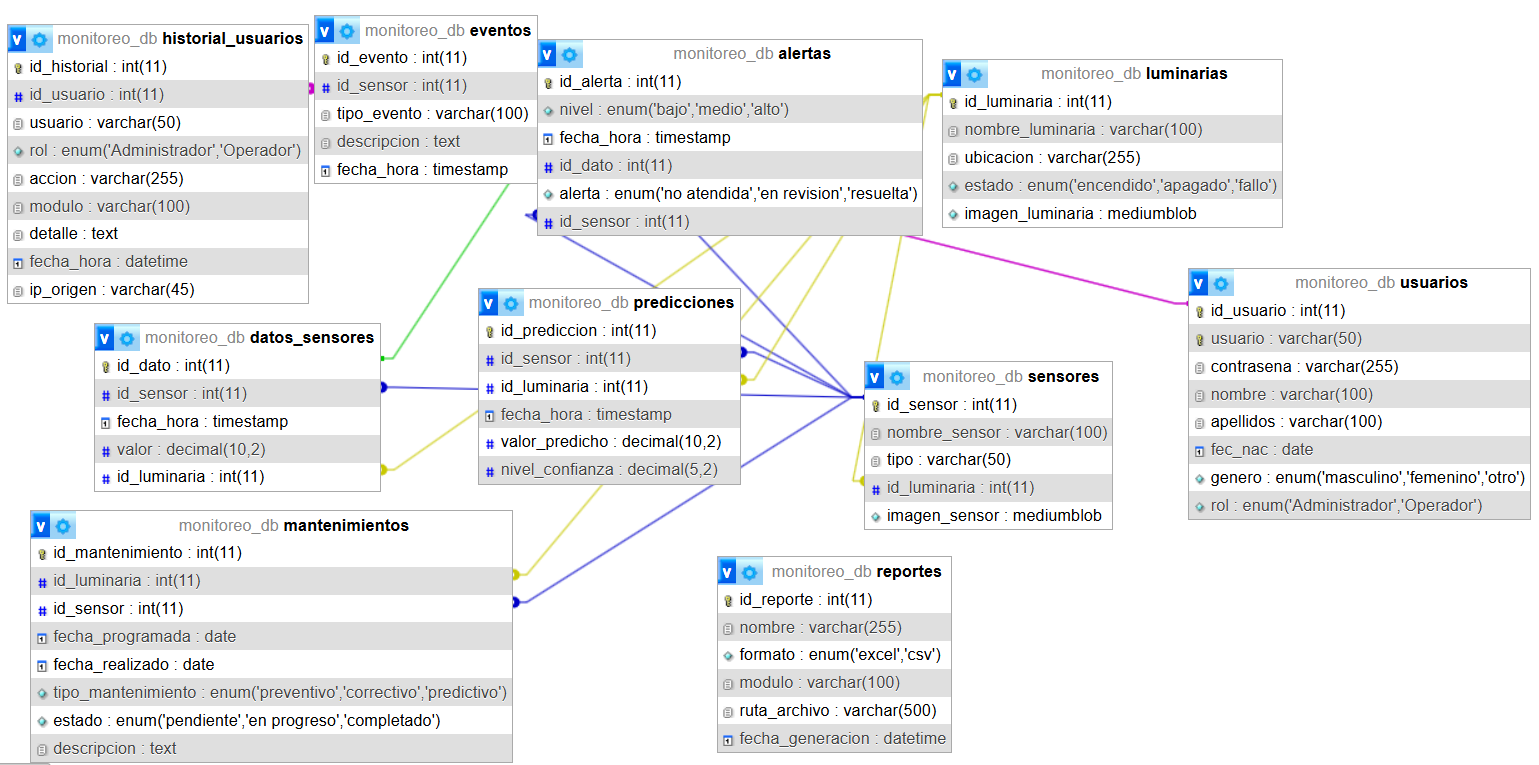 monitoreo_db historial_usuarios
id_historial : int(11)
id_usuario : int(11)
usuario : varchar(50)
rol : enum('Administrador','Operador')
accion : varchar(255)
modulo : varchar(100)
detalle : text
fecha_hora : datetime
ip_origen : varchar(45)
monitoreo_db eventos
id_evento : int(11)
id_sensor : int(11)
tipo_evento : varchar(100)
descripcion : text
fecha_hora : timestamp
monitoreo_db alertas
id_alerta : int(11)
nivel : enum('bajo','medio','alto')
fecha_hora : timestamp
id_dato : int(11)
alerta : enum('no atendida','en revision','resuelta')
id_sensor : int(11)
monitoreo_db luminarias
id_luminaria : int(11)
nombre_luminaria : varchar(100)
ubicacion : varchar(255)
estado : enum('encendido','apagado','fallo')
imagen_luminaria : mediumblob
monitoreo_db usuarios
id_usuario : int(11)
usuario : varchar(50)
contrasena : varchar(255)
nombre : varchar(100)
apellidos : varchar(100)
fec_nac : date
genero : enum('masculino','femenino','otro')
rol : enum('Administrador','Operador')
monitoreo_db datos_sensores
id_dato : int(11)
id_sensor : int(11)
fecha_hora : timestamp
valor : decimal(10,2)
id_luminaria : int(11)
monitoreo_db predicciones
id_prediccion : int(11)
id_sensor : int(11)
id_luminaria : int(11)
fecha_hora : timestamp
valor_predicho : decimal(10,2)
nivel_confianza : decimal(5,2)
monitoreo_db sensores
id_sensor : int(11)
nombre_sensor : varchar(100)
tipo : varchar(50)
id_luminaria : int(11)
imagen_sensor : mediumblob
monitoreo_db mantenimientos
id_mantenimiento : int(11)
id_luminaria : int(11)
id_sensor : int(11)
fecha_programada : date
fecha_realizado : date
tipo_mantenimiento : enum('preventivo','correctivo','predictivo')
estado : enum('pendiente','en progreso','completado')
descripcion : text
monitoreo_db reportes
id_reporte : int(11)
nombre : varchar(255)
formato : enum('excel','csv')
modulo : varchar(100)
ruta_archivo : varchar(500)
fecha_generacion : datetime